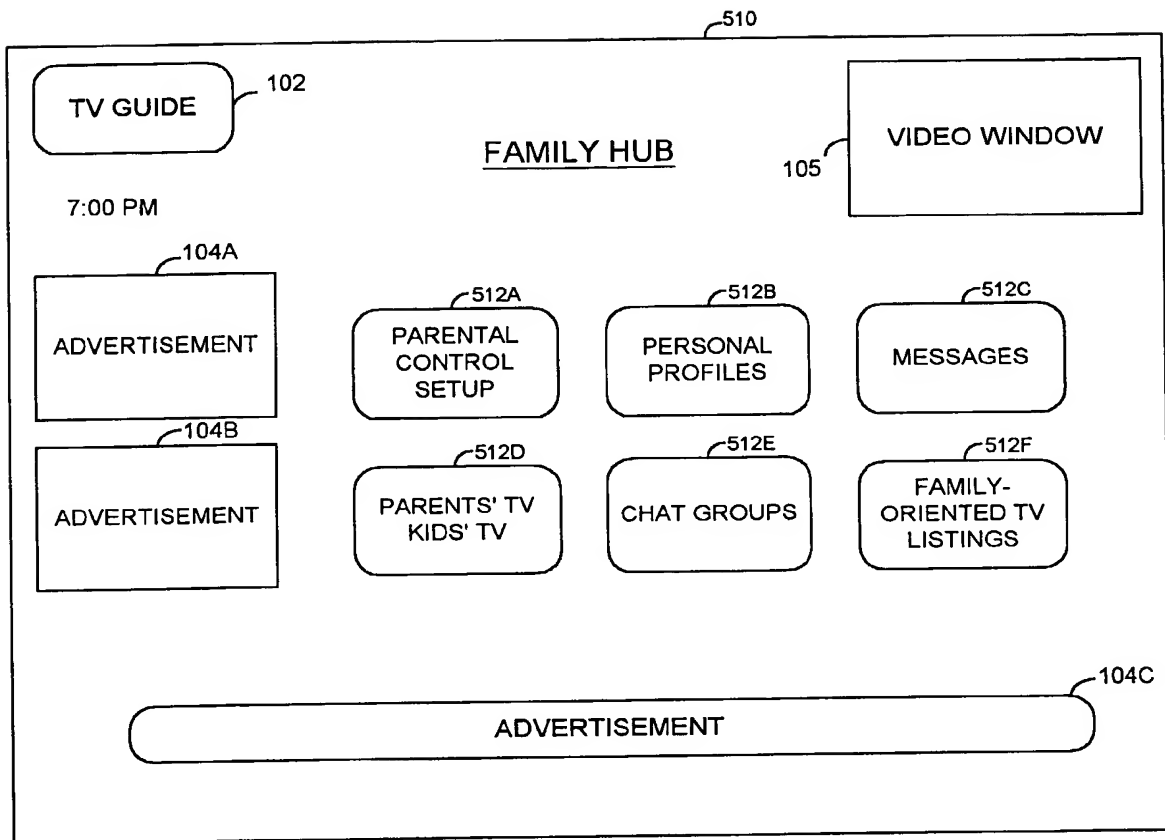 510
TV GUIDE
102
FAMILY HUB
VIDEO WINDOW
105
7:00 PM
104A
ADVERTISEMENT
512A
PARENTAL
CONTROL
SETUP
512B
PERSONAL
PROFILES
512C
MESSAGES
104B
ADVERTISEMENT
512D
PARENTS' TV
KIDS' TV
512E
CHAT GROUPS
512F
FAMILY-
ORIENTED TV
LISTINGS
104C
ADVERTISEMENT